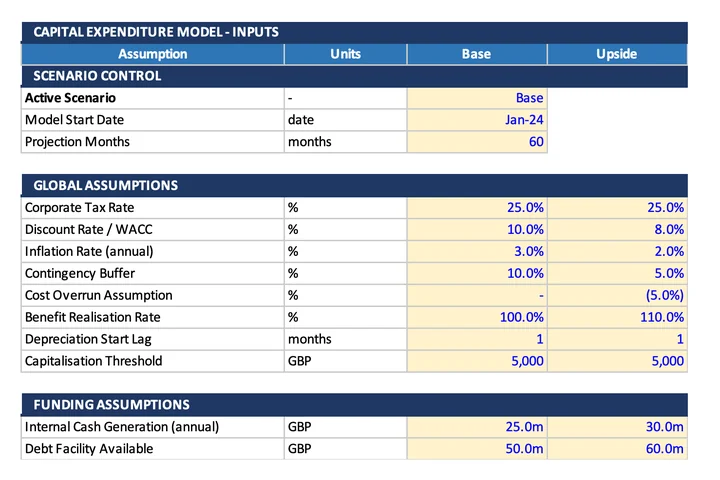 CAPITAL EXPENDITURE MODEL - INPUTS
Assumption Units Base Upside
SCENARIO CONTROL
Active Scenario - Base
Model Start Date date Jan-24
Projection Months months 60
GLOBAL ASSUMPTIONS
Corporate Tax Rate % 25.0% 25.0%
Discount Rate / WACC % 10.0% 8.0%
Inflation Rate (annual) % 3.0% 2.0%
Contingency Buffer % 10.0% 5.0%
Cost Overrun Assumption % - (5.0%)
Benefit Realisation Rate % 100.0% 110.0%
Depreciation Start Lag months 1 1
Capitalisation Threshold GBP 5,000 5,000
FUNDING ASSUMPTIONS
Internal Cash Generation (annual) GBP 25.0m 30.0m
Debt Facility Available GBP 50.0m 60.0m